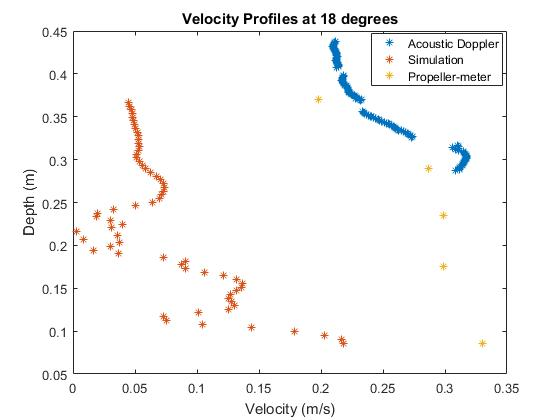 Velocity Profiles at 18 degrees
Acoustic Doppler
Simulation
Propeller-meter
0.45
0.4
0.35
0.3
0.25
0.2
0.15
0.1
0.05
Depth (m)
0 0.05 0.1 0.15 0.2 0.25 0.3 0.35
Velocity (m/s)